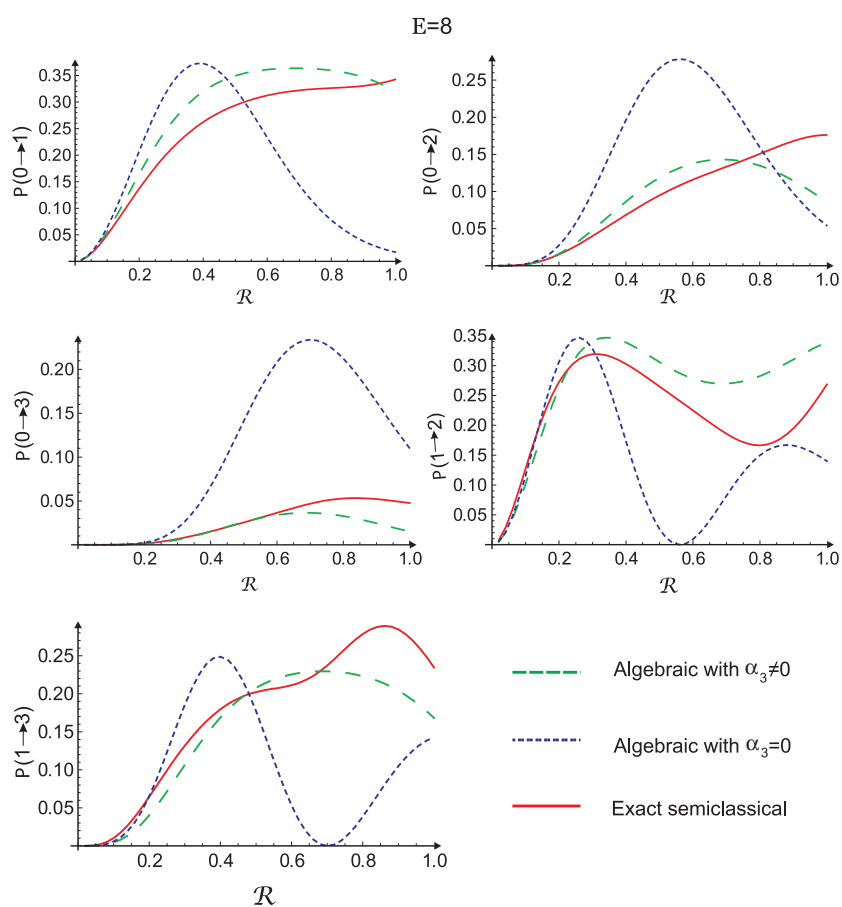 E=8
P(0→1)
0.35
0.30
0.25
0.20
0.15
0.10
0.05
0.2 0.4 0.6 0.8 1.0
ℛ
P(0→2)
0.25
0.20
0.15
0.10
0.05
0.2 0.4 0.6 0.8 1.0
ℛ
P(0→3)
0.20
0.15
0.10
0.05
0.2 0.4 0.6 0.8 1.0
ℛ
P(1→2)
0.35
0.30
0.25
0.20
0.15
0.10
0.05
0.2 0.4 0.6 0.8 1.0
ℛ
P(1→3)
0.25
0.20
0.15
0.10
0.05
0.2 0.4 0.6 0.8 1.0
ℛ
Algebraic with α₃≠0
Algebraic with α₃=0
Exact semiclassical